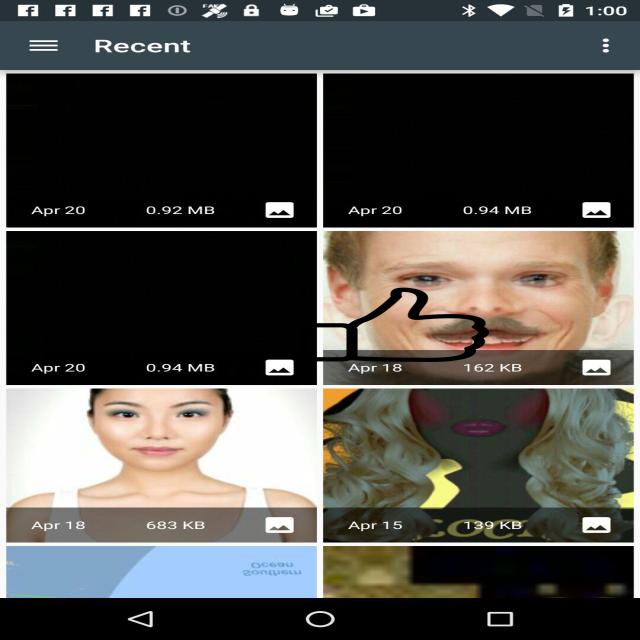 1:00
Recent
Apr 20 0.92 MB
Apr 20 0.94 MB
Apr 20 0.94 MB
Apr 18 162 KB
Apr 18 683 KB
Apr 15 139 KB
Ocean
Southern